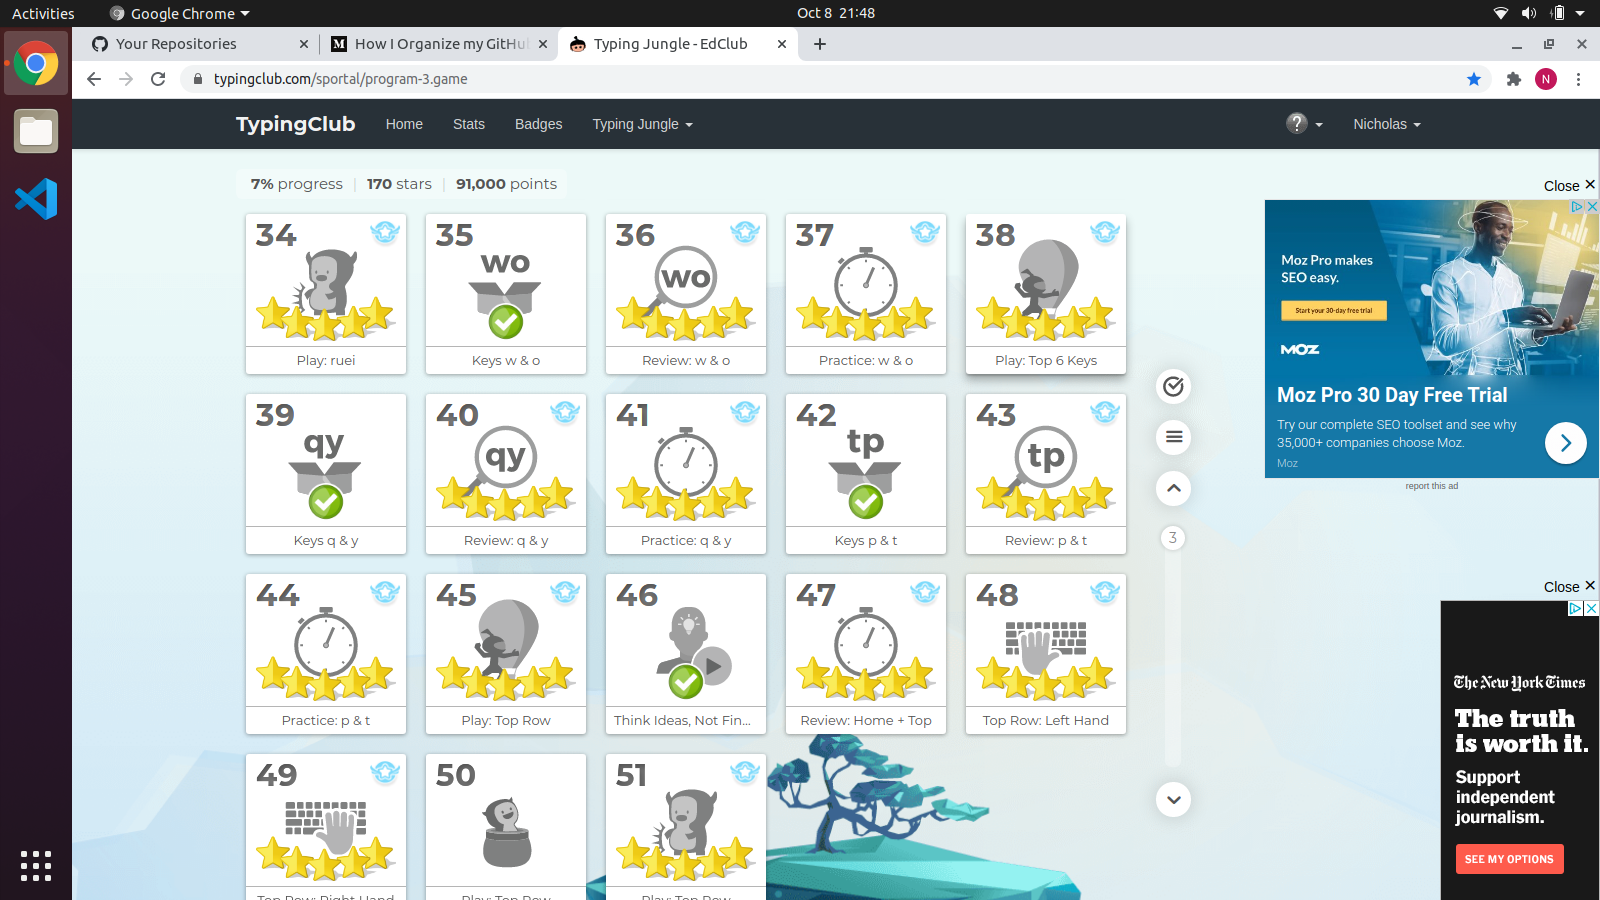 Activities
Google Chrome
Oct 8 21:48
Your Repositories
How I Organize my GitHu
Typing Jungle - EdClub
typingclub.com/sportal/program-3.game
N
TypingClub
Home
Stats
Badges
Typing Jungle
?
Nicholas
7% progress | 170 stars | 91,000 points
34
Play: ruei
35
wo
Keys w & o
36
wo
Review: w & o
37
Practice: w & o
38
Play: Top 6 Keys
39
qy
Keys q & y
40
qy
Review: q & y
41
Practice: q & y
42
tp
Keys p & t
43
tp
Review: p & t
44
Practice: p & t
45
Play: Top Row
46
Think Ideas, Not Fin...
47
Review: Home + Top
48
Top Row: Left Hand
49
Top Row: Right Hand
50
Play: Top Row
51
Play: Top Row
3
Close ✕
Moz Pro makes
SEO easy.
Start your 30-day free trial
MOZ
Moz Pro 30 Day Free Trial
Try our complete SEO toolset and see why
35,000+ companies choose Moz.
Moz
report this ad
Close ✕
The New York Times
The truth
is worth it.
Support
independent
journalism.
SEE MY OPTIONS